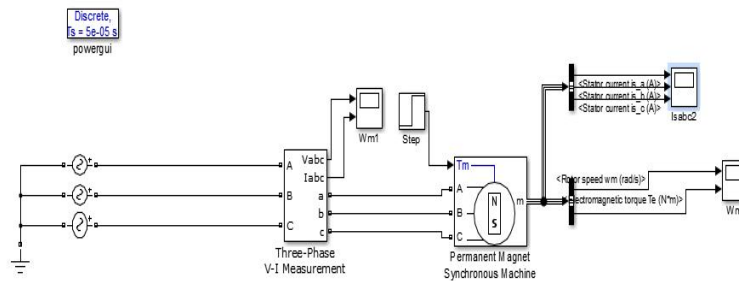 Discrete,
Ts = 5e-05 s
powergui
A
B
C
Vabc
Iabc
a
b
c
Three-Phase
V-I Measurement
Wm1
Step
Tm
A
B
C
N
S
m
Permanent Magnet
Synchronous Machine
<Stator current is_a (A)>
<Stator current is_b (A)>
<Stator current is_c (A)>
Isabc2
<Rotor speed wm (rad/s)>
lectromagnetic torque Te (N*m)>
Wm